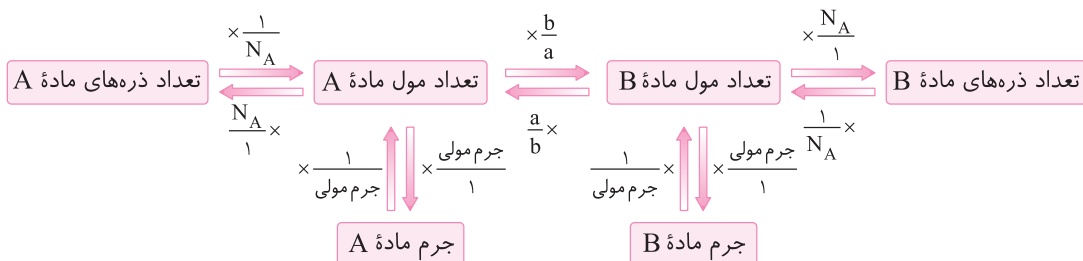 × ۱/N_A
× b/a
× N_A/۱
تعداد ذره‌های مادهٔ A
تعداد مول مادهٔ A
تعداد مول مادهٔ B
تعداد ذره‌های مادهٔ B
N_A/۱ ×
a/b ×
۱/N_A ×
× ۱/جرم مولی
× جرم مولی/۱
۱/جرم مولی ×
× جرم مولی/۱
جرم مادهٔ A
جرم مادهٔ B